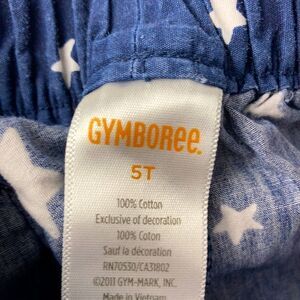 GYMBORee.
5T
100% Cotton
Exclusive of decoration
100% Coton
Sauf la décoration
RN70530/CA31802
©2011 GYM-MARK, INC.
Made in Vietnam